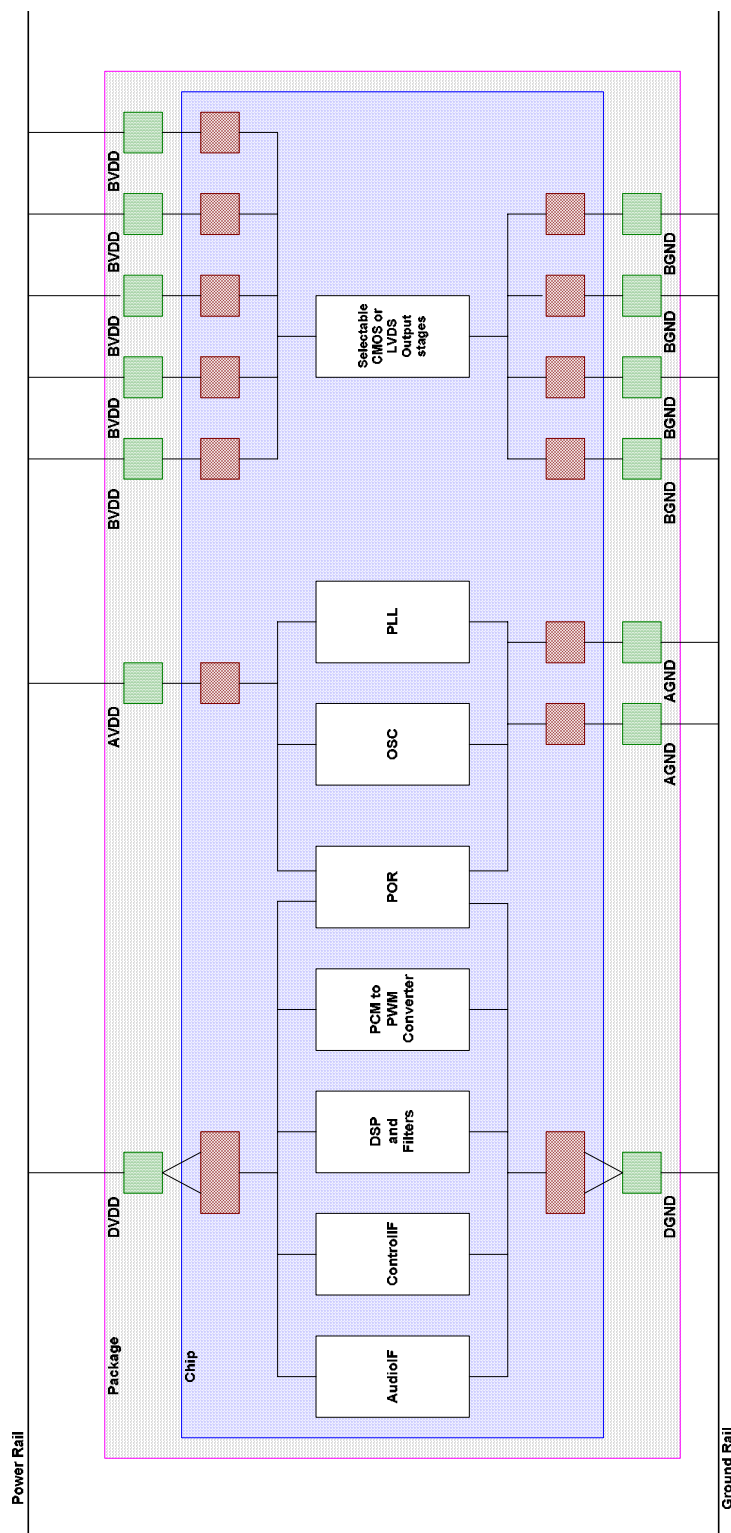 Power Rail
Package
Chip
DVDD
AVDD
BVDD
BVDD
BVDD
BVDD
BVDD
AudioIF
ControlIF
DSP
and
Filters
PCM to
PWM
Converter
POR
OSC
PLL
Selectable
CMOS or
LVDS
Output
stages
DGND
AGND
AGND
BGND
BGND
BGND
BGND
Ground Rail